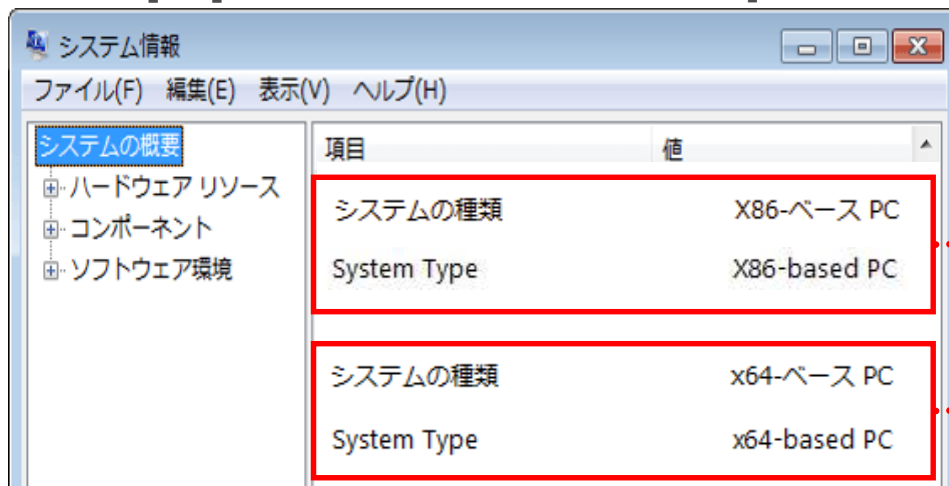 システム情報
ファイル(F) 編集(E) 表示(V) ヘルプ(H)
システムの概要
ハードウェア リソース
コンポーネント
ソフトウェア環境
項目 値
システムの種類 X86-ベース PC
System Type X86-based PC
システムの種類 x64-ベース PC
System Type x64-based PC